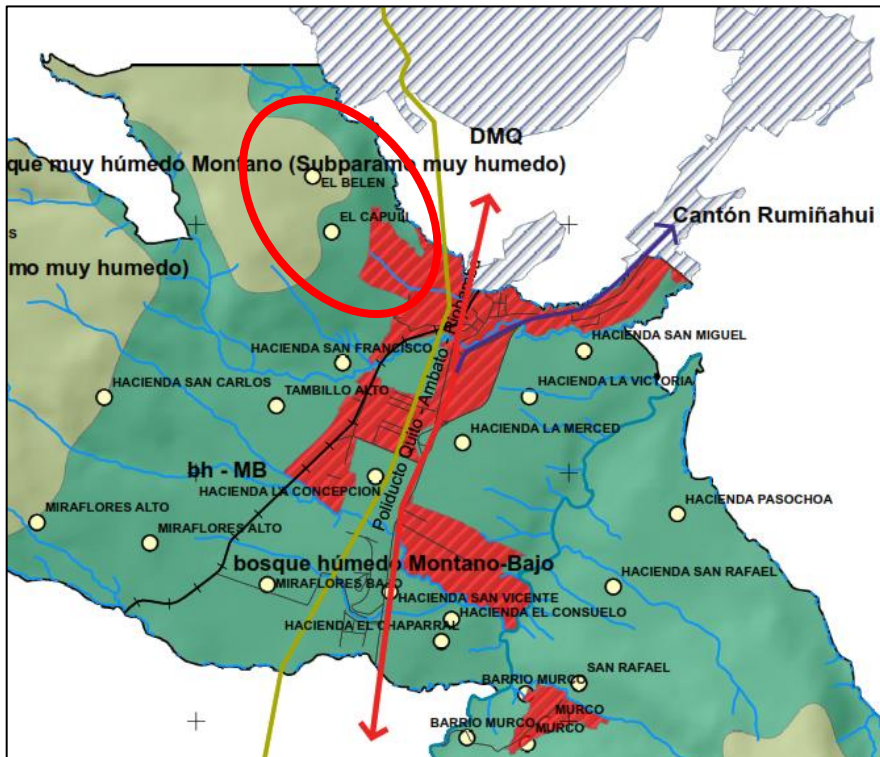 DMQ
que muy húmedo Montano (Subparamo muy humedo)
EL BELEN
Cantón Rumiñahui
EL CAPULI
S
mo muy humedo)
Poliducto Quito - Ambato - Riobamba
HACIENDA SAN FRANCISCO
HACIENDA SAN MIGUEL
HACIENDA SAN CARLOS
TAMBILLO ALTO
HACIENDA LA VICTORIA
HACIENDA LA MERCED
bh - MB
HACIENDA LA CONCEPCION
MIRAFLORES ALTO
HACIENDA PASOCHOA
MIRAFLORES ALTO
bosque húmedo Montano-Bajo
MIRAFLORES BAJO
HACIENDA SAN RAFAEL
HACIENDA SAN VICENTE
HACIENDA EL CONSUELO
HACIENDA EL CHAPARRAL
SAN RAFAEL
BARRIO MURCO
MURCO
BARRIO MURCO
MURCO